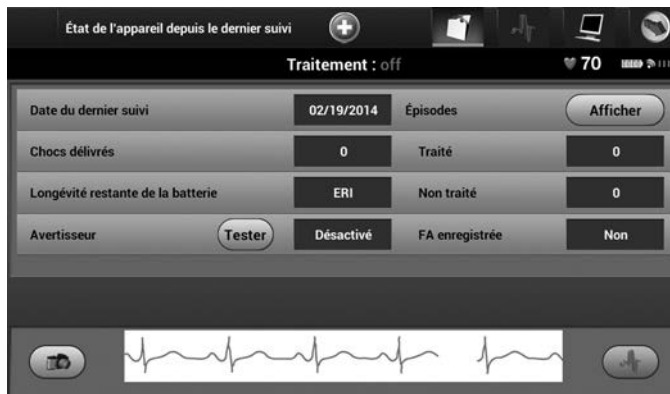 État de l'appareil depuis le dernier suivi
Traitement : off
70
Date du dernier suivi 02/19/2014 Épisodes Afficher
Chocs délivrés 0 Traité 0
Longévité restante de la batterie ERI Non traité 0
Avertisseur Tester Désactivé FA enregistrée Non